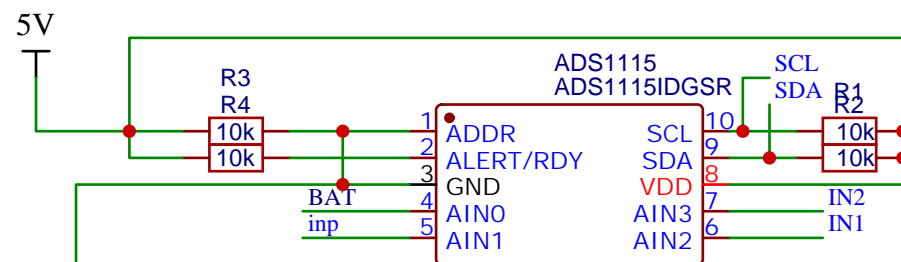 5V
ADS1115
SCL
R3
ADS1115IDGSR
SDA
R1
R4
R2
10k
1
ADDR
SCL
10
10k
10k
2
ALERT/RDY
SDA
9
10k
3
GND
VDD
8
BAT
4
AIN0
AIN3
7
IN2
inp
5
AIN1
AIN2
6
IN1